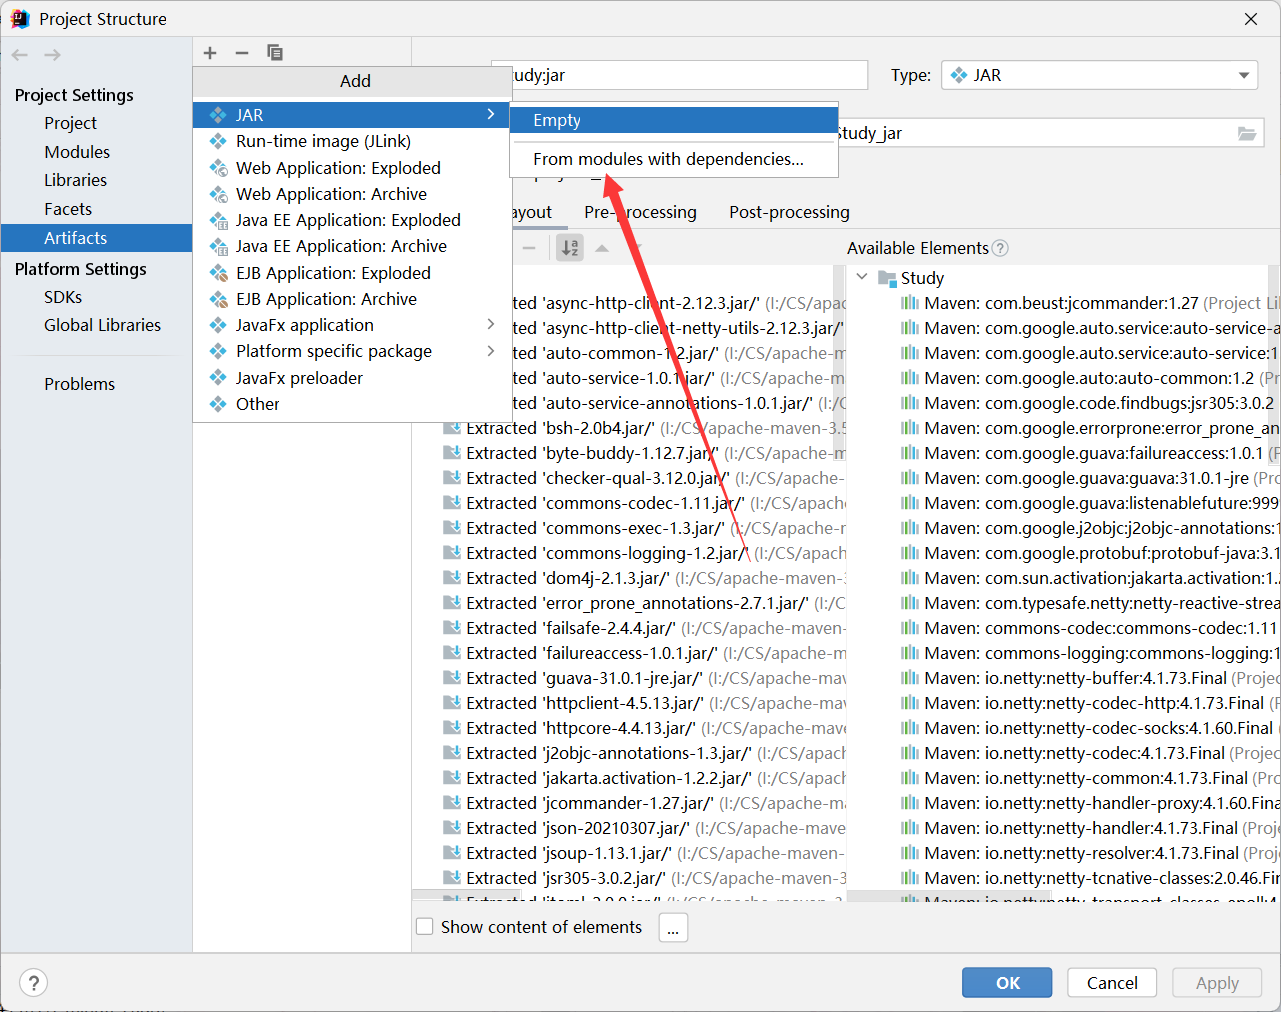 Project Structure
Project Settings
Project
Modules
Libraries
Facets
Artifacts
Platform Settings
SDKs
Global Libraries
Problems
Add
JAR
Run-time image (JLink)
Web Application: Exploded
Web Application: Archive
Java EE Application: Exploded
Java EE Application: Archive
EJB Application: Exploded
EJB Application: Archive
JavaFx application
Platform specific package
JavaFx preloader
Other
Empty
From modules with dependencies...
tudy:jar
Type:
JAR
Study_jar
ayout
Pre-processing
Post-processing
Available Elements
cted 'async-http-client-2.12.3.jar/' (I:/CS/apac
cted 'async-http-client-netty-utils-2.12.3.jar/'
ted 'auto-common-1.2.jar/' (I:/CS/apache-m
ted 'auto-service-1.0.1.jar/' (I:/CS/apache-m
ted 'auto-service-annotations-1.0.1.jar/' (I:/C
Extracted 'bsh-2.0b4.jar/' (I:/CS/apache-maven-3.5
Extracted 'byte-buddy-1.12.7.jar/' (I:/CS/apache-m
Extracted 'checker-qual-3.12.0.jar/' (I:/CS/apache-
Extracted 'commons-codec-1.11.jar/' (I:/CS/apache
Extracted 'commons-exec-1.3.jar/' (I:/CS/apache-m
Extracted 'commons-logging-1.2.jar/' (I:/CS/apach
Extracted 'dom4j-2.1.3.jar/' (I:/CS/apache-maven-3
Extracted 'error_prone_annotations-2.7.1.jar/' (I:/C
Extracted 'failsafe-2.4.4.jar/' (I:/CS/apache-maven-
Extracted 'failureaccess-1.0.1.jar/' (I:/CS/apache-m
Extracted 'guava-31.0.1-jre.jar/' (I:/CS/apache-mav
Extracted 'httpclient-4.5.13.jar/' (I:/CS/apache-mav
Extracted 'httpcore-4.4.13.jar/' (I:/CS/apache-mav
Extracted 'j2objc-annotations-1.3.jar/' (I:/CS/apach
Extracted 'jakarta.activation-1.2.2.jar/' (I:/CS/apach
Extracted 'jcommander-1.27.jar/' (I:/CS/apache-ma
Extracted 'json-20210307.jar/' (I:/CS/apache-mave
Extracted 'jsoup-1.13.1.jar/' (I:/CS/apache-maven-
Extracted 'jsr305-3.0.2.jar/' (I:/CS/apache-maven-3
Study
Maven: com.beust:jcommander:1.27 (Project Li
Maven: com.google.auto.service:auto-service-a
Maven: com.google.auto.service:auto-service:1
Maven: com.google.auto:auto-common:1.2 (P
Maven: com.google.code.findbugs:jsr305:3.0.2
Maven: com.google.errorprone:error_prone_an
Maven: com.google.guava:failureaccess:1.0.1 (P
Maven: com.google.guava:guava:31.0.1-jre (Pro
Maven: com.google.guava:listenablefuture:999
Maven: com.google.j2objc:j2objc-annotations:1
Maven: com.google.protobuf:protobuf-java:3.1
Maven: com.sun.activation:jakarta.activation:1.2
Maven: com.typesafe.netty:netty-reactive-strea
Maven: commons-codec:commons-codec:1.11
Maven: commons-logging:commons-logging:1
Maven: io.netty:netty-buffer:4.1.73.Final (Projec
Maven: io.netty:netty-codec-http:4.1.73.Final (P
Maven: io.netty:netty-codec-socks:4.1.60.Final
Maven: io.netty:netty-codec:4.1.73.Final (Projec
Maven: io.netty:netty-common:4.1.73.Final (Pr
Maven: io.netty:netty-handler-proxy:4.1.60.Fina
Maven: io.netty:netty-handler:4.1.73.Final (Proj
Maven: io.netty:netty-resolver:4.1.73.Final (Proje
Maven: io.netty:netty-tcnative-classes:2.0.46.Fin
Show content of elements
...
?
OK
Cancel
Apply